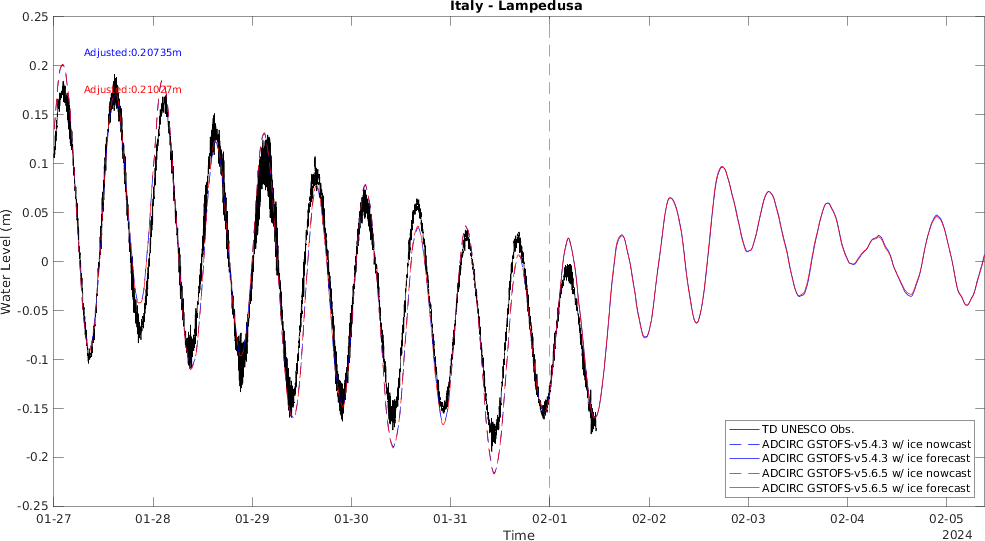 Italy - Lampedusa
0.25
0.2
0.15
0.1
0.05
0
-0.05
-0.1
-0.15
-0.2
-0.25
Water Level (m)
Adjusted:0.20735m
Adjusted:0.21027m
TD UNESCO Obs.
ADCIRC GSTOFS-v5.4.3 w/ ice nowcast
ADCIRC GSTOFS-v5.4.3 w/ ice forecast
ADCIRC GSTOFS-v5.6.5 w/ ice nowcast
ADCIRC GSTOFS-v5.6.5 w/ ice forecast
01-27 01-28 01-29 01-30 01-31 02-01 02-02 02-03 02-04 02-05
Time
2024